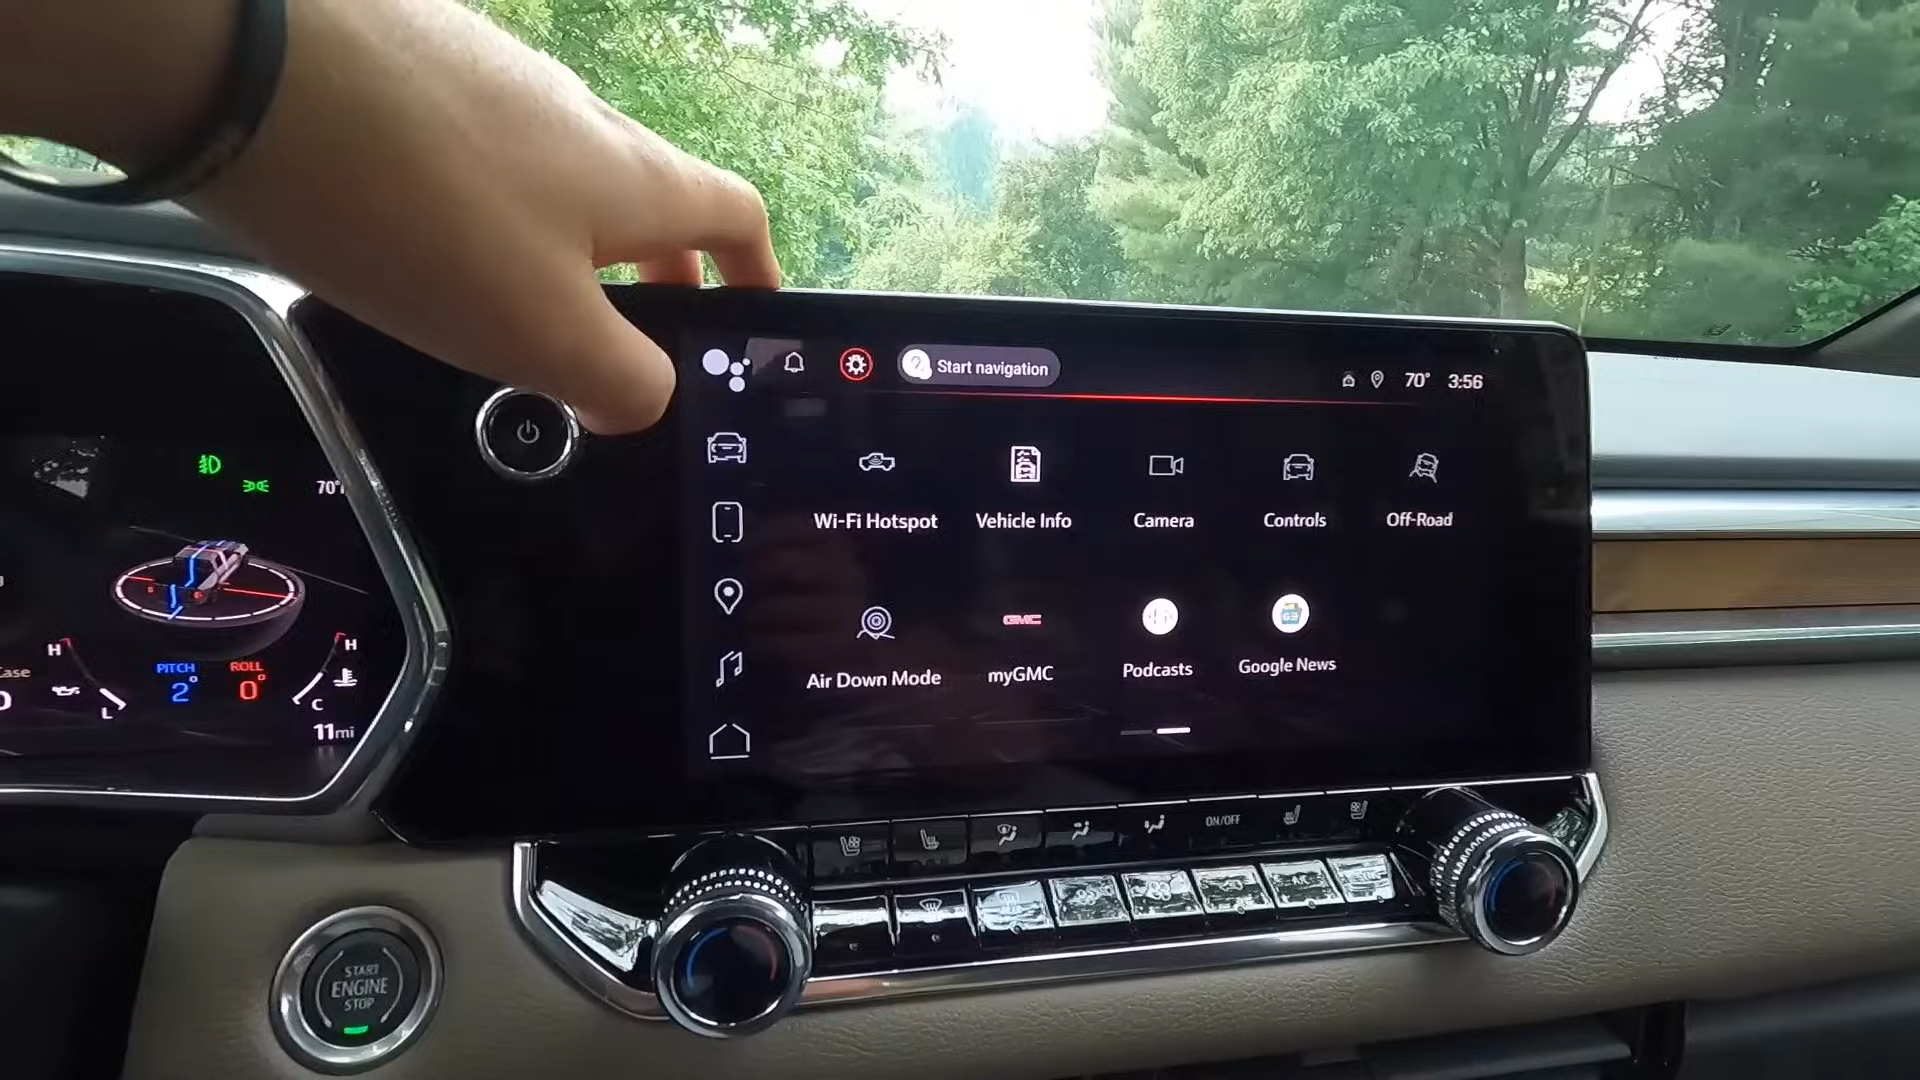 Start navigation
70° 3:56
Wi-Fi Hotspot
Vehicle Info
Camera
Controls
Off-Road
Air Down Mode
GMC
myGMC
Podcasts
Google News
70°
H
L
PITCH
2°
ROLL
0°
H
C
11mi
ON/OFF
START
ENGINE
STOP